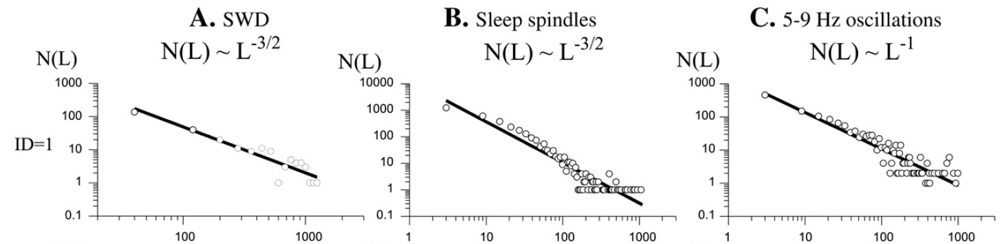 A. SWD
N(L) ~ L^-3/2
B. Sleep spindles
N(L) ~ L^-3/2
C. 5-9 Hz oscillations
N(L) ~ L^-1
ID=1
N(L)
1000
100
10
1
0.1
100 1000
N(L)
10000
1000
100
10
1
0.1
1 10 100 1000
N(L)
1000
100
10
1
0.1
1 10 100 1000